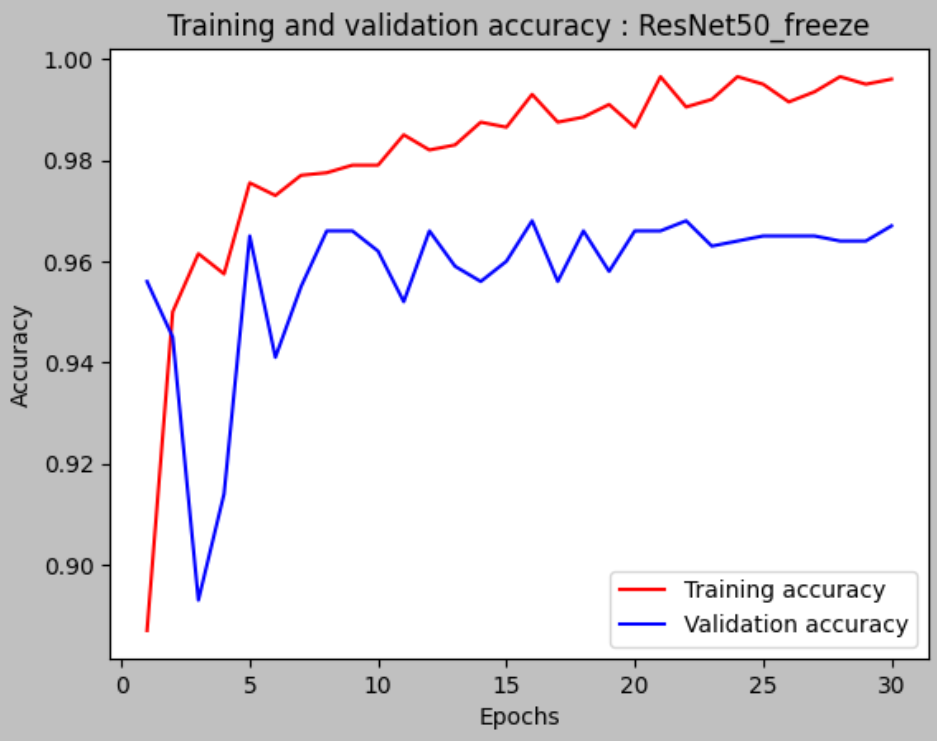 Training and validation accuracy : ResNet50_freeze
1.00
0.98
0.96
0.94
0.92
0.90
Accuracy
Training accuracy
Validation accuracy
0 5 10 15 20 25 30
Epochs